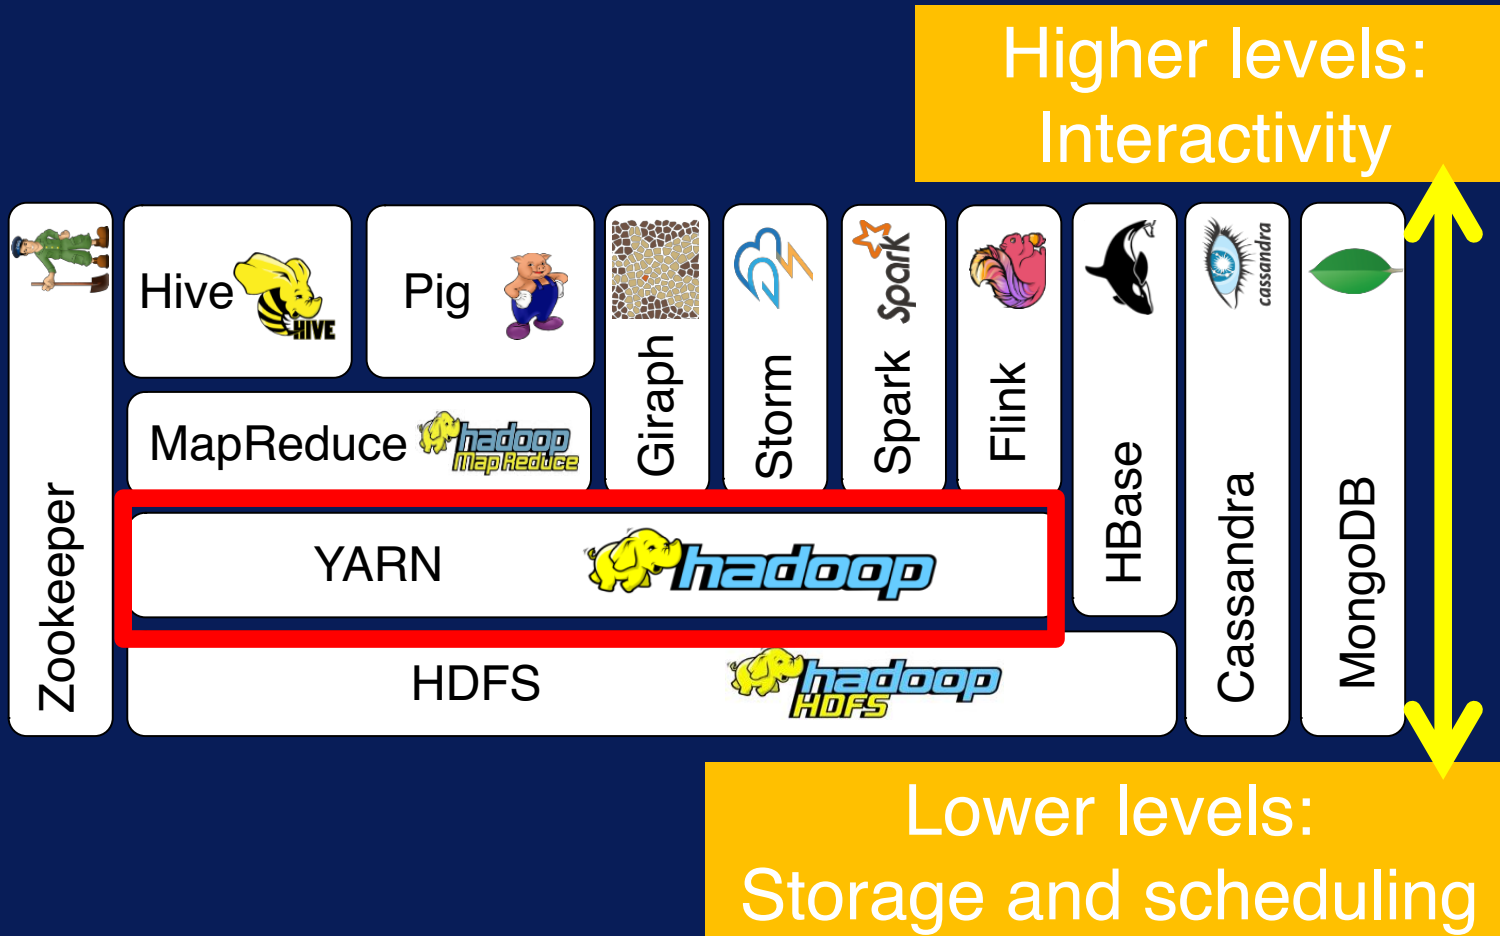 Higher levels:
Interactivity
Zookeeper
Hive
HIVE
Pig
MapReduce
hadoop
Map Reduce
Giraph
Storm
Spark
Spark
Flink
HBase
cassandra
Cassandra
MongoDB
YARN
hadoop
HDFS
hadoop
HDFS
Lower levels:
Storage and scheduling